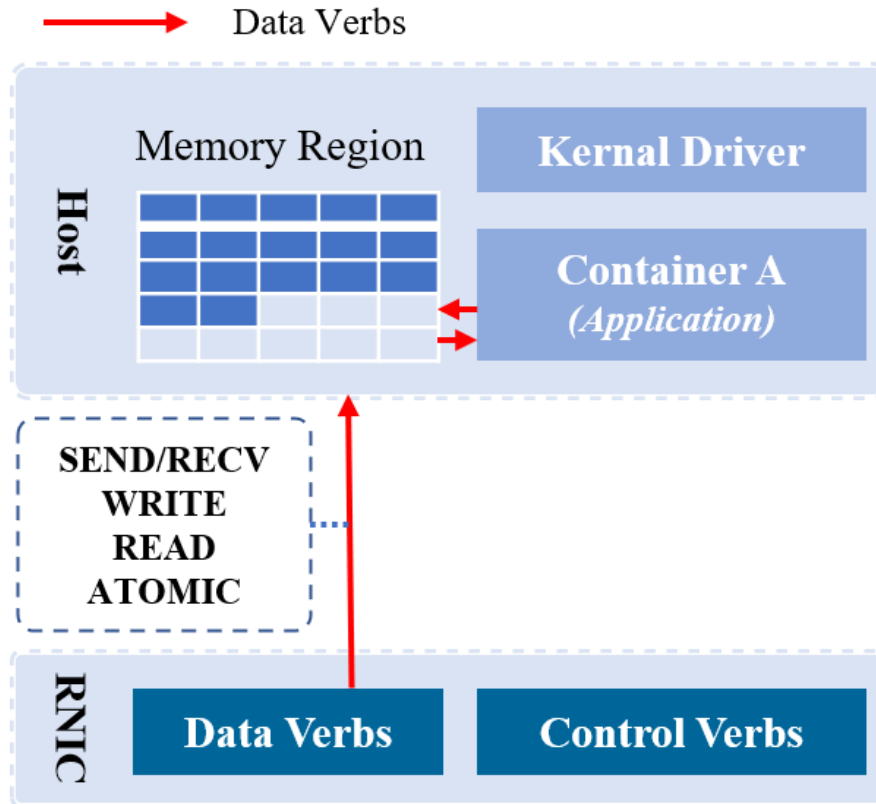 Data Verbs
Host
Memory Region
Kernal Driver
Container A
(Application)
SEND/RECV
WRITE
READ
ATOMIC
RNIC
Data Verbs
Control Verbs